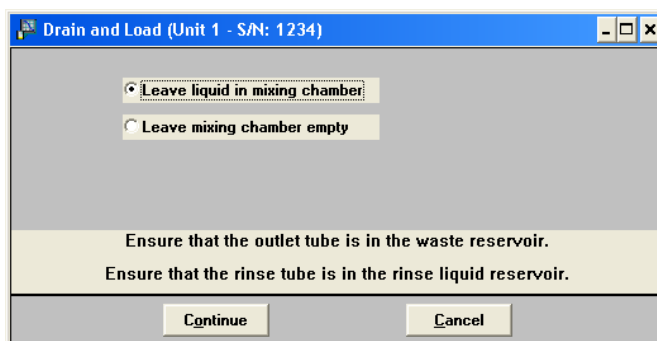 Drain and Load (Unit 1 - S/N: 1234)
Leave liquid in mixing chamber
Leave mixing chamber empty
Ensure that the outlet tube is in the waste reservoir.
Ensure that the rinse tube is in the rinse liquid reservoir.
Continue Cancel